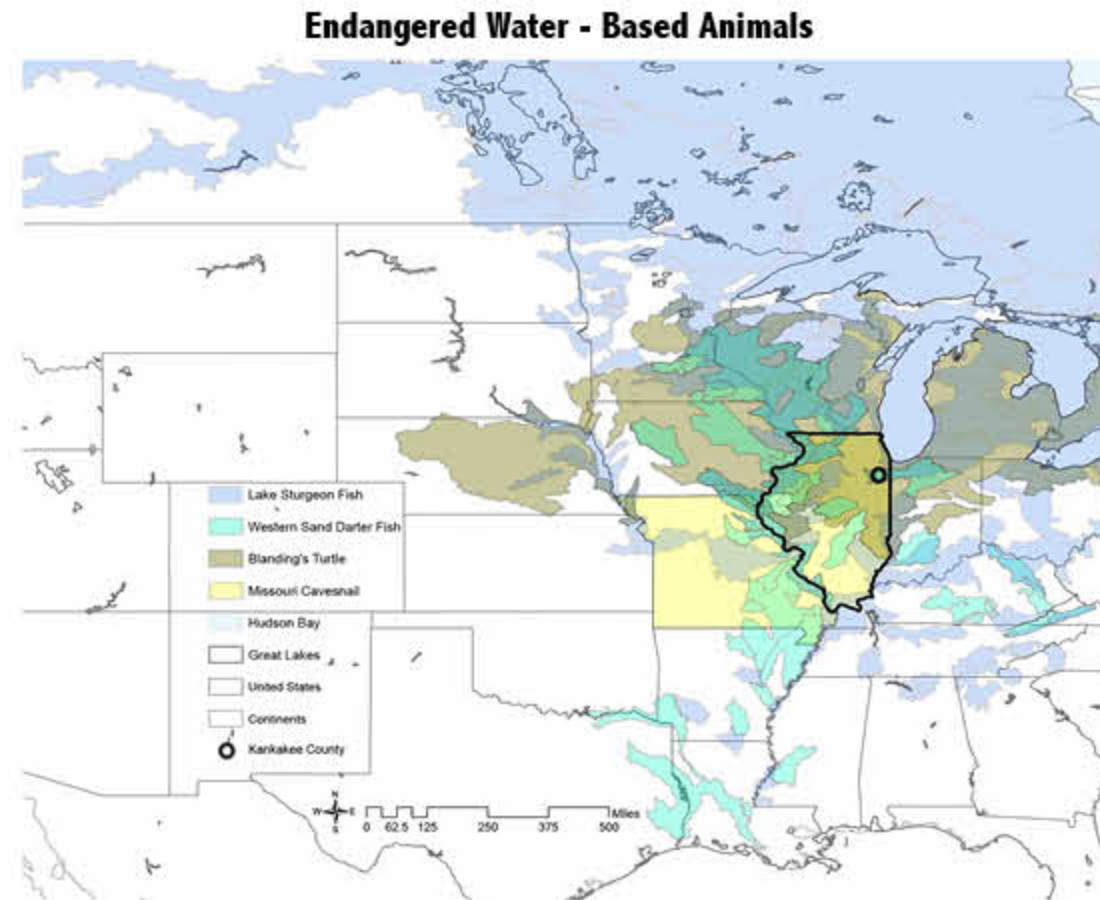 Endangered Water - Based Animals
Lake Sturgeon Fish
Western Sand Darter Fish
Blanding's Turtle
Missouri Cavesnail
Hudson Bay
Great Lakes
United States
Continents
Kankakee County
N
W E
S
Miles
0 62.5 125 250 375 500